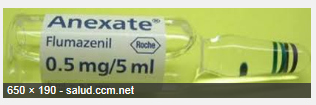 Anexate®
Flumazenil
Roche
0.5 mg/5 ml
650 × 190 - salud.ccm.net